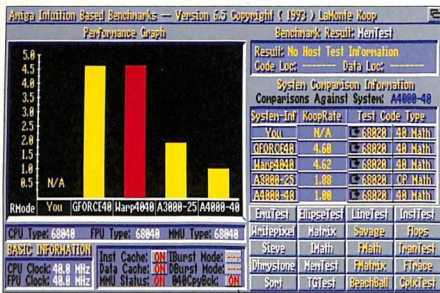 Amiga Intuition Based Benchmarks — Version 6.5 Copyright ( 1993 ) LaMonte Koop
Performance Graph
5.0
4.5
4.0
3.5
3.0
2.5
2.0
1.5
1.0
0.5
N/A
RMode You GFORCE40 Warp4040 A3000-25 A4000-40
CPU Type: 68040 FPU Type: 68040 MMU Type: 68040
BASIC INFORMATION
CPU Clock: 40.0 MHz
FPU Clock: 40.0 MHz
Inst Cache: ON IBurst Mode: ---
Data Cache: ON DBurst Mode: ---
MMU Status: ON 040CpyBck: ON
Benchmark Result: MemTest
Result: No Host Test Information
Code Loc: ------- Data Loc: -------
System Comparison Information
Comparisons Against System: A4000-40
System-Inf KoopRate Test Code Type
You N/A 68020 40 Math
GFORCE40 4.60 68020 40 Math
Warp4040 4.62 68020 40 Math
A3000-25 1.88 68020 CP Math
A4000-40 1.00 68020 40 Math
EmuTest EllipseTest LineTest InstTest
Writepixel Matrix Savage Flops
Sieve IMath FMath TranTest
Dhrystone MemTest FMatrix FTrace
Sort TGTest BeachBall CplxTest